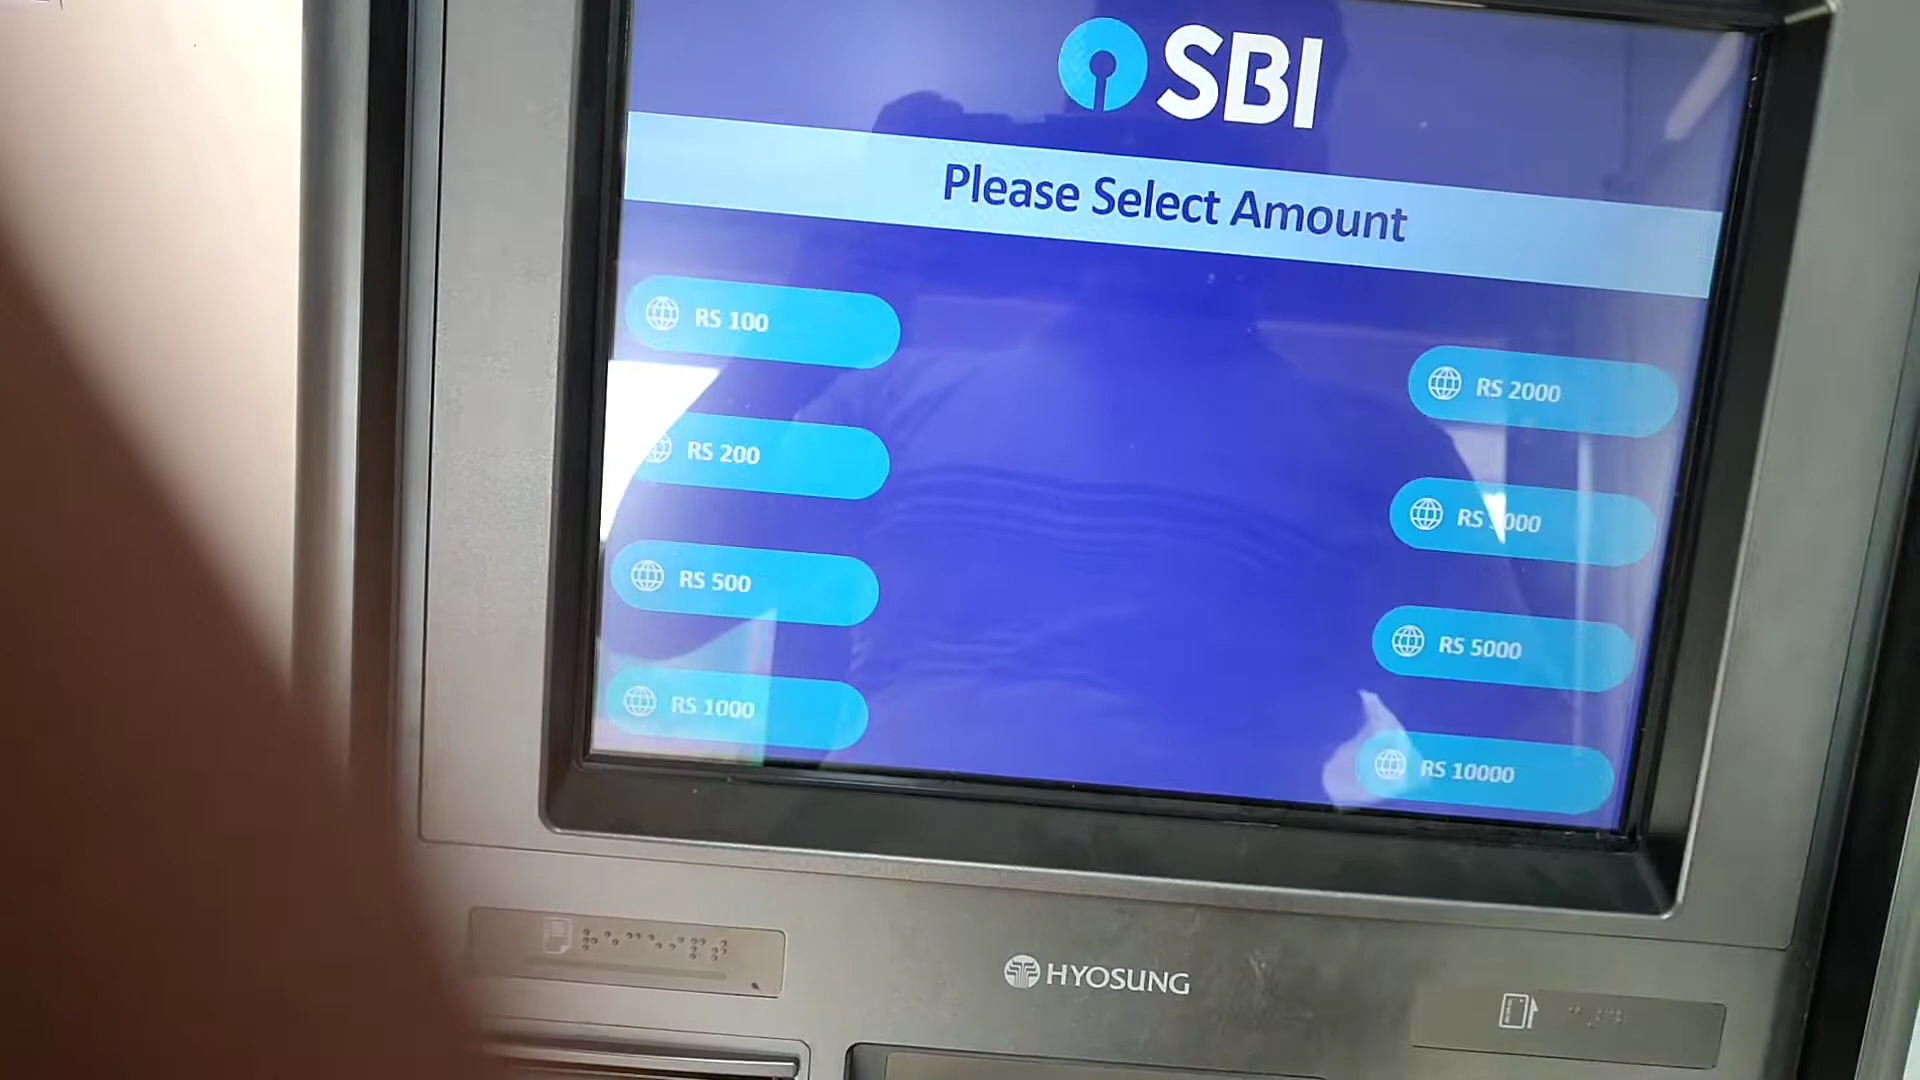 SBI
Please Select Amount
RS 100
RS 200
RS 500
RS 1000
RS 2000
RS
RS 5000
RS 10000
HYOSUNG